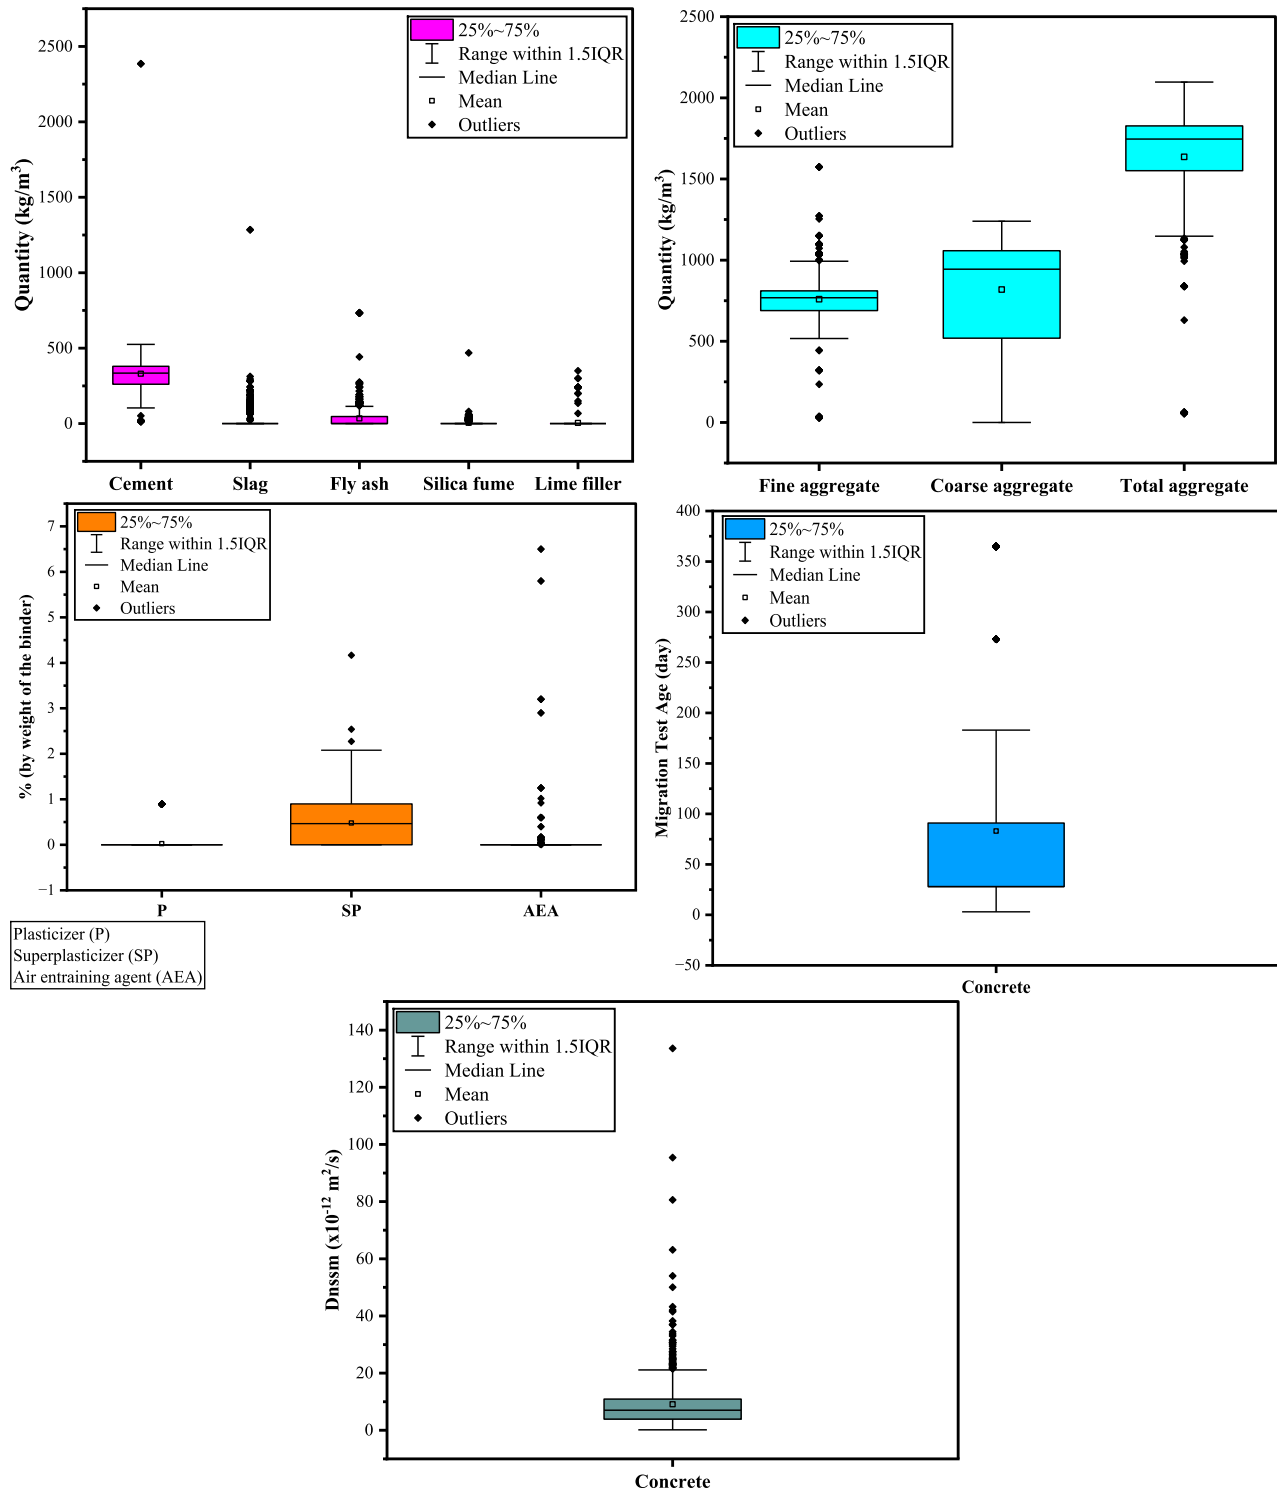 25%~75%
Range within 1.5IQR
Median Line
Mean
Outliers
Quantity (kg/m³)
2500
2000
1500
1000
500
0
Cement Slag Fly ash Silica fume Lime filler
25%~75%
Range within 1.5IQR
Median Line
Mean
Outliers
Quantity (kg/m³)
2500
2000
1500
1000
500
0
Fine aggregate Coarse aggregate Total aggregate
25%~75%
Range within 1.5IQR
Median Line
Mean
Outliers
% (by weight of the binder)
7
6
5
4
3
2
1
0
−1
P SP AEA
Plasticizer (P)
Superplasticizer (SP)
Air entraining agent (AEA)
25%~75%
Range within 1.5IQR
Median Line
Mean
Outliers
Migration Test Age (day)
400
350
300
250
200
150
100
50
0
−50
Concrete
25%~75%
Range within 1.5IQR
Median Line
Mean
Outliers
Dnssm (x10⁻¹² m²/s)
140
120
100
80
60
40
20
0
Concrete